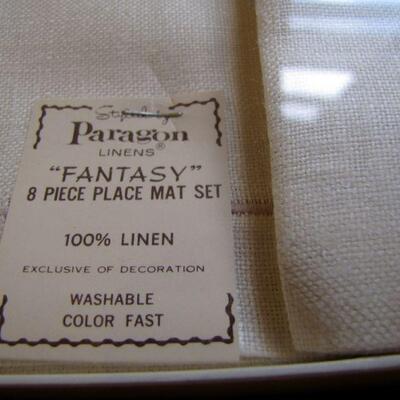 Paragon
LINENS®
"FANTASY"
8 PIECE PLACE MAT SET
100% LINEN
EXCLUSIVE OF DECORATION
WASHABLE
COLOR FAST